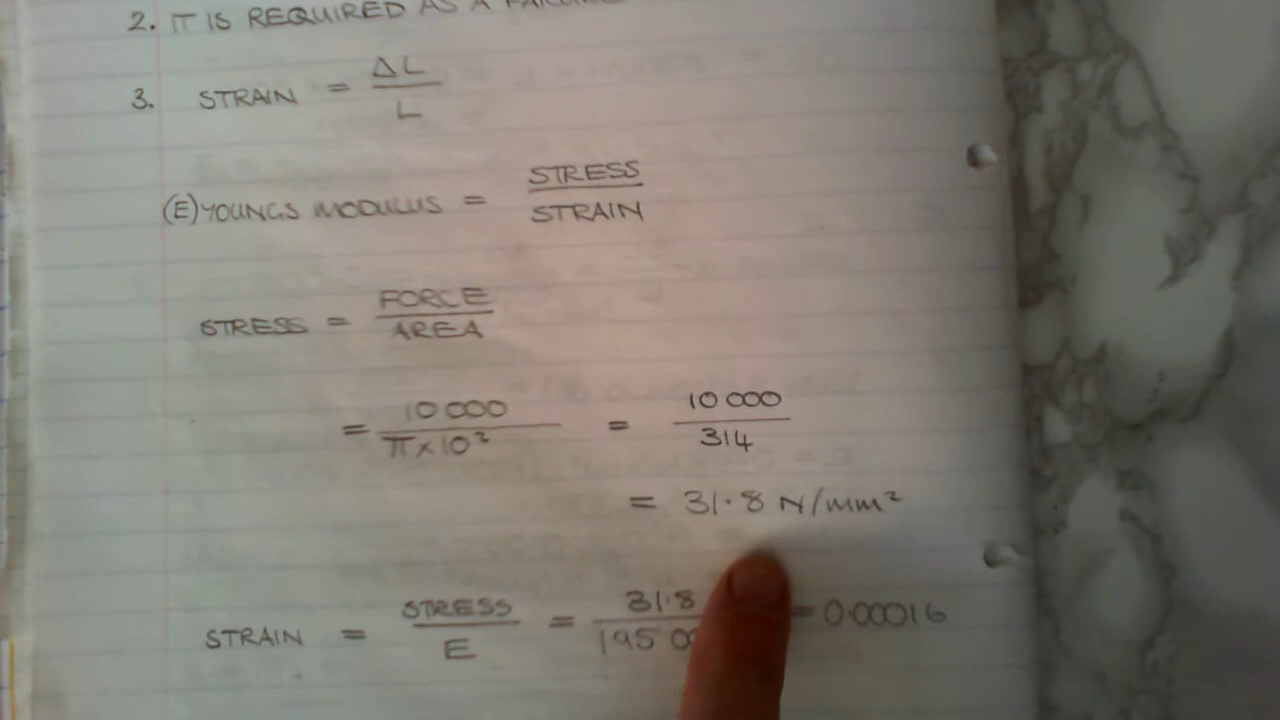 2. IT IS REQUIRED AS A
3. STRAIN = ΔL / L
(E) YOUNGS MODULUS = STRESS / STRAIN
STRESS = FORCE / AREA
= 10 000 / π × 10² = 10 000 / 314
= 31.8 N/mm²
STRAIN = STRESS / E = 31.8 / 195 00 = 0.00016